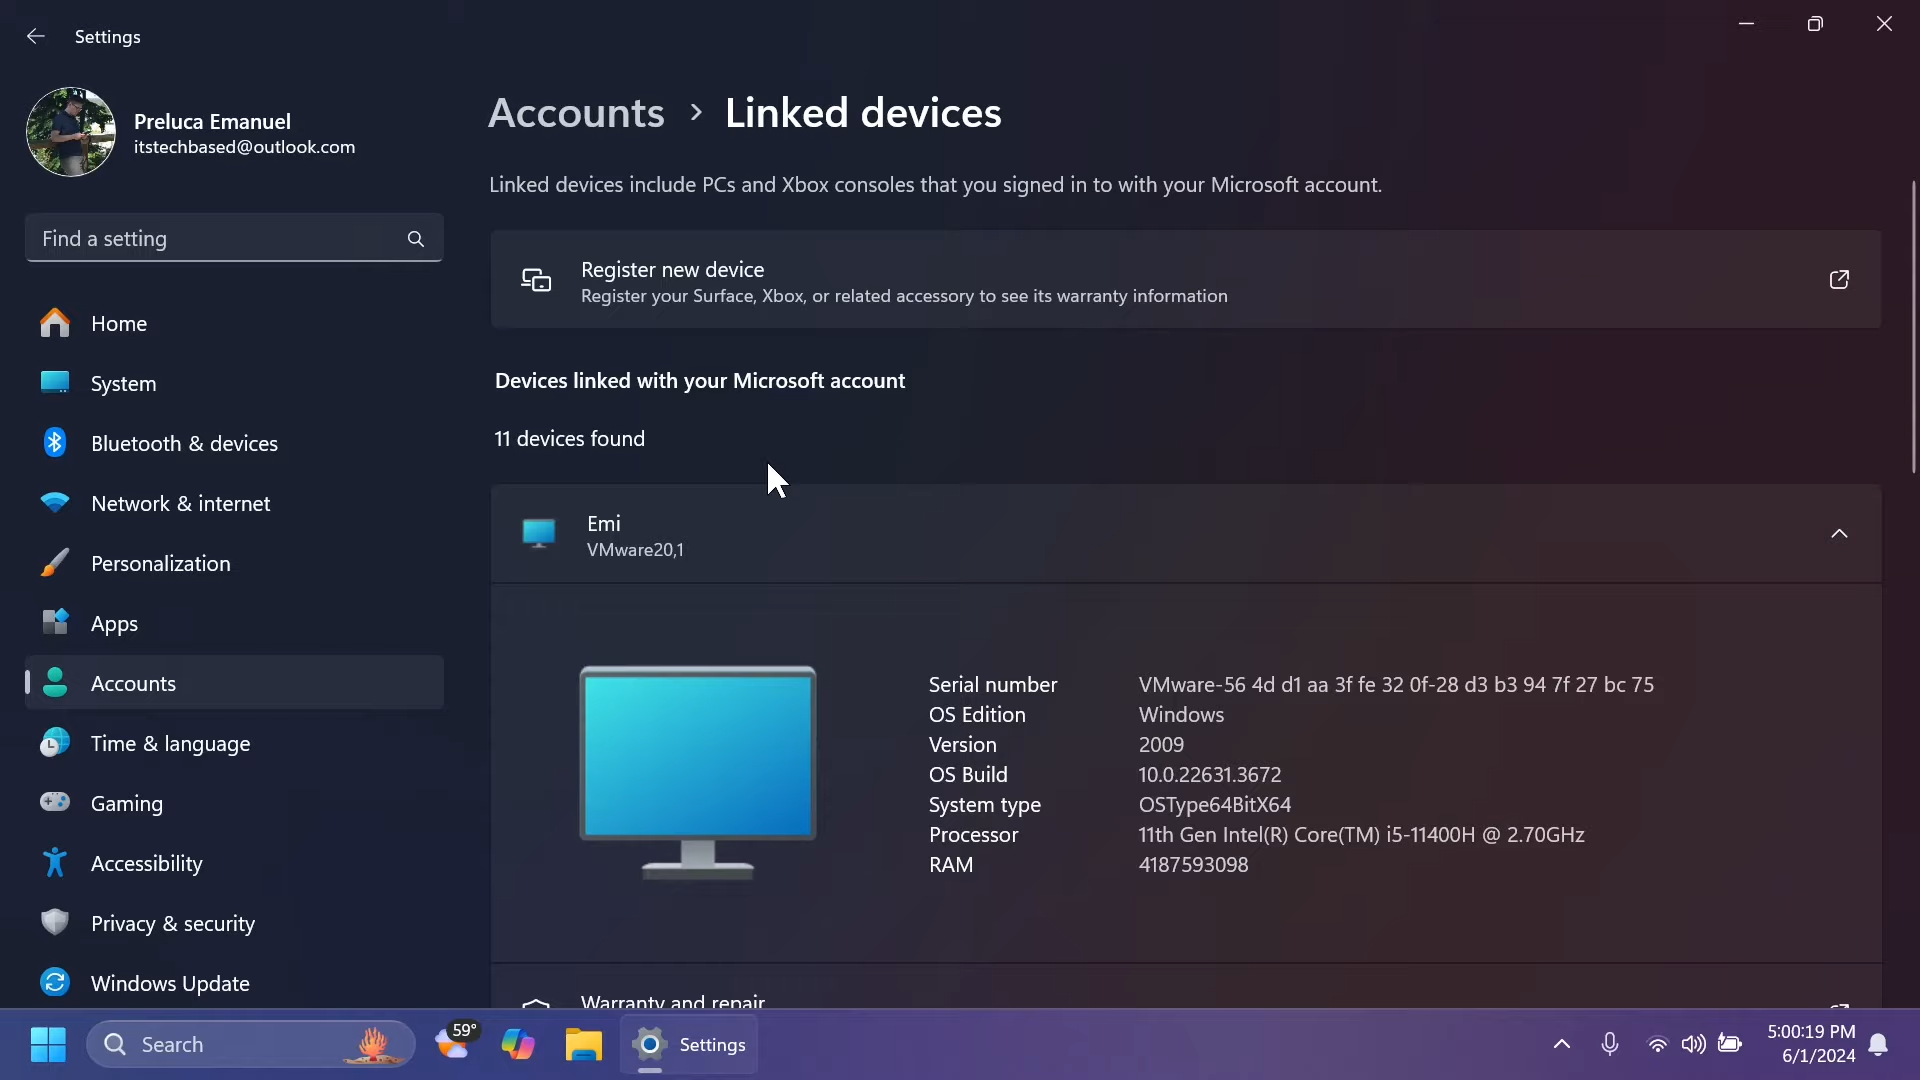 Settings
Preluca Emanuel
itstechbased@outlook.com
Find a setting
Home
System
Bluetooth & devices
Network & internet
Personalization
Apps
Accounts
Time & language
Gaming
Accessibility
Privacy & security
Windows Update
Accounts > Linked devices
Linked devices include PCs and Xbox consoles that you signed in to with your Microsoft account.
Register new device
Register your Surface, Xbox, or related accessory to see its warranty information
Devices linked with your Microsoft account
11 devices found
Emi
VMware20,1
Serial number VMware-56 4d d1 aa 3f fe 32 0f-28 d3 b3 94 7f 27 bc 75
OS Edition Windows
Version 2009
OS Build 10.0.22631.3672
System type OSType64BitX64
Processor 11th Gen Intel(R) Core(TM) i5-11400H @ 2.70GHz
RAM 4187593098
Warranty and repair
Search
59°
Settings
5:00:19 PM
6/1/2024